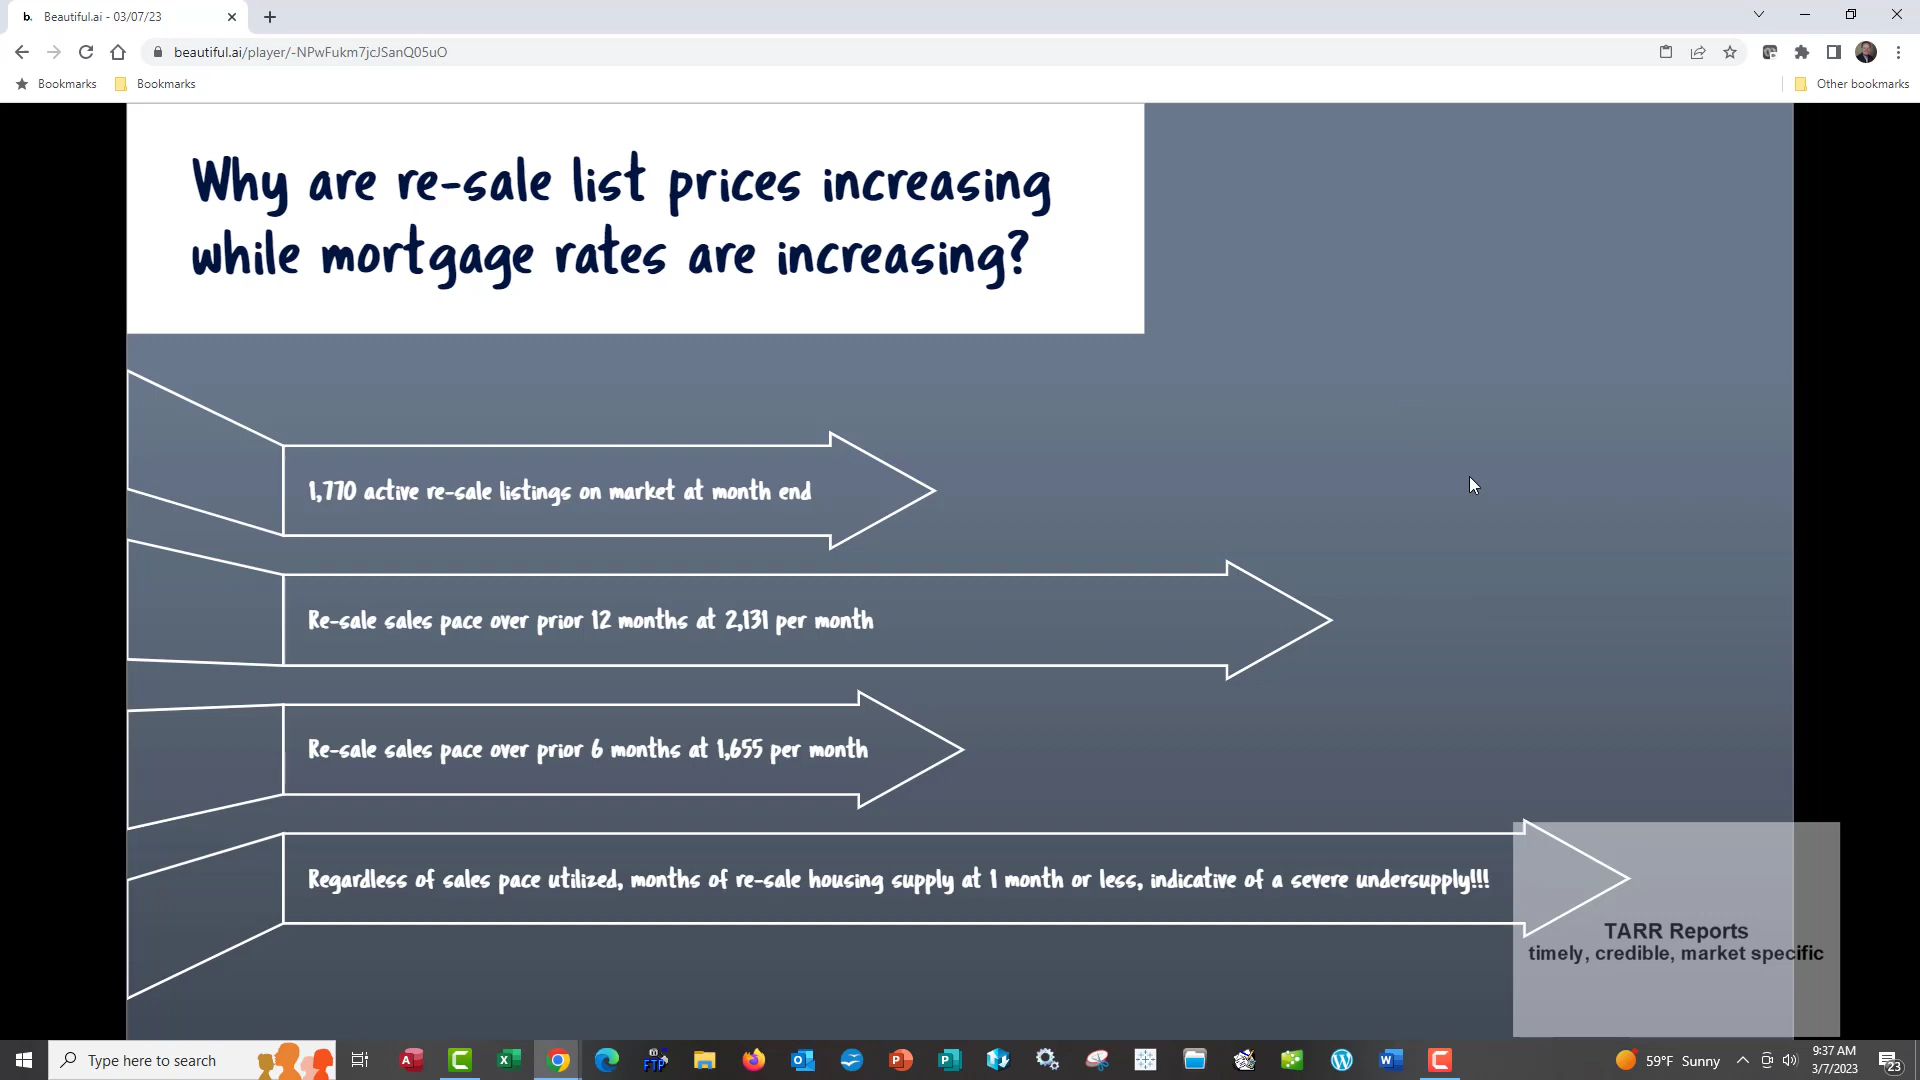 Beautiful.ai - 03/07/23
beautiful.ai/player/-NPwFukm7jcJSanQ05uO
Bookmarks
Bookmarks
Other bookmarks
Why are re-sale list prices increasing
while mortgage rates are increasing?
1,770 active re-sale listings on market at month end
Re-sale sales pace over prior 12 months at 2,131 per month
Re-sale sales pace over prior 6 months at 1,655 per month
Regardless of sales pace utilized, months of re-sale housing supply at 1 month or less, indicative of a severe undersupply!!!
TARR Reports
timely, credible, market specific
Type here to search
FTP
59°F Sunny
9:37 AM
3/7/2023
23